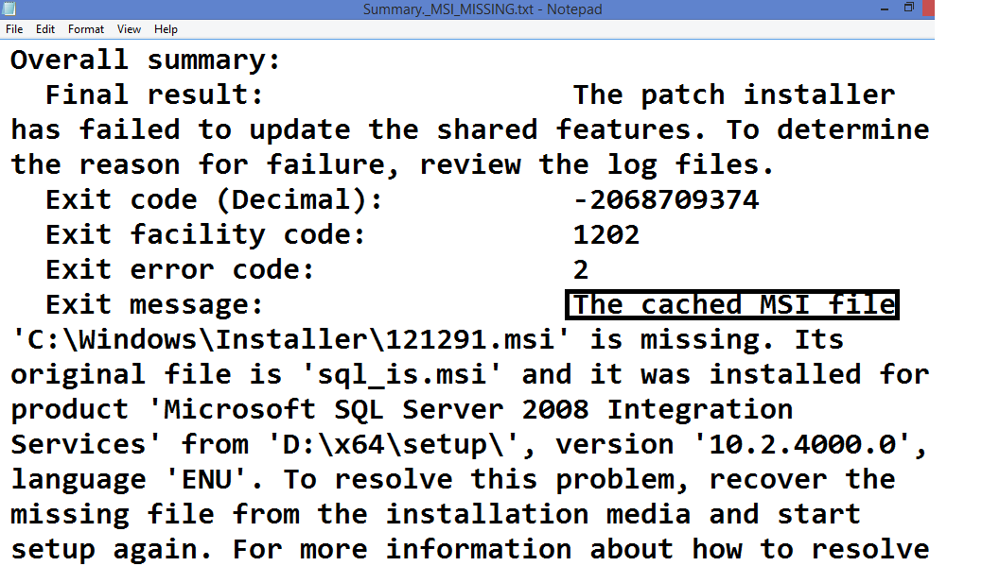 Summary._MSI_MISSING.txt - Notepad
File Edit Format View Help
Overall summary:
Final result: The patch installer
has failed to update the shared features. To determine
the reason for failure, review the log files.
Exit code (Decimal): -2068709374
Exit facility code: 1202
Exit error code: 2
Exit message: The cached MSI file
'C:\Windows\Installer\121291.msi' is missing. Its
original file is 'sql_is.msi' and it was installed for
product 'Microsoft SQL Server 2008 Integration
Services' from 'D:\x64\setup\', version '10.2.4000.0',
language 'ENU'. To resolve this problem, recover the
missing file from the installation media and start
setup again. For more information about how to resolve